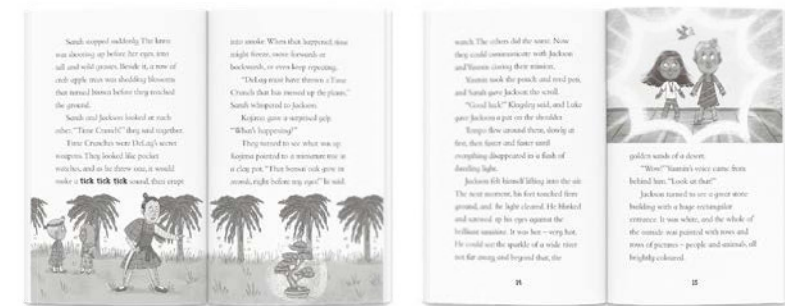 Sarah stopped suddenly. The lawn
was shooting up before her eyes, into
tall wild grasses. Beside it, a row of
crab apple trees was shedding blossoms
that turned brown before they reached
the ground.
Sarah and Jackson looked at each
other. "Time Crunch!" they said together.
Time Crunches were DeLay's secret
weapons. They looked like pocket
watches, and as he threw one, it would
make a tick tick tick sound, then erupt
into smoke. When that happened, time
might freeze, move forwards or
backwards, or even keep repeating.
"DeLay must have thrown a Time
Crunch that has messed up the plants,"
Sarah whispered to Jackson.
Kojima gave a surprised yelp.
"What's happening?"
They turned to see what was up.
Kojima pointed to a miniature tree in
a clay pot. "They bonsai tree grew in
seconds, right before my eyes!" he said.
watch. The others did the same. Now
they could communicate with Jackson
and Yasmin during their mission.
Yasmin took the pouch and reed pen,
and Sarah gave Jackson the scroll.
"Good luck!" Kingsley said, and Luke
gave Jackson a pat on the shoulder.
Tempo flew around them, slowly at
first, then faster and faster until
everything disappeared in a flash of
dazzling light.
Jackson felt himself lifting into the air.
The next moment, his feet touched firm
ground, and the light cleared. He blinked
and screwed up his eyes against the
brilliant sunshine. It was hot – very hot.
He could see the sparkle of a wide river
not far away and beyond that, the
14
golden sands of a desert.
"Wow!" Yasmin's voice came from
behind him. "Look at that!"
Jackson turned to see a great stone
building with a huge rectangular
entrance. It was white, and the whole of
the outside was painted with rows and
rows of pictures – people and animals, all
brightly coloured.
15